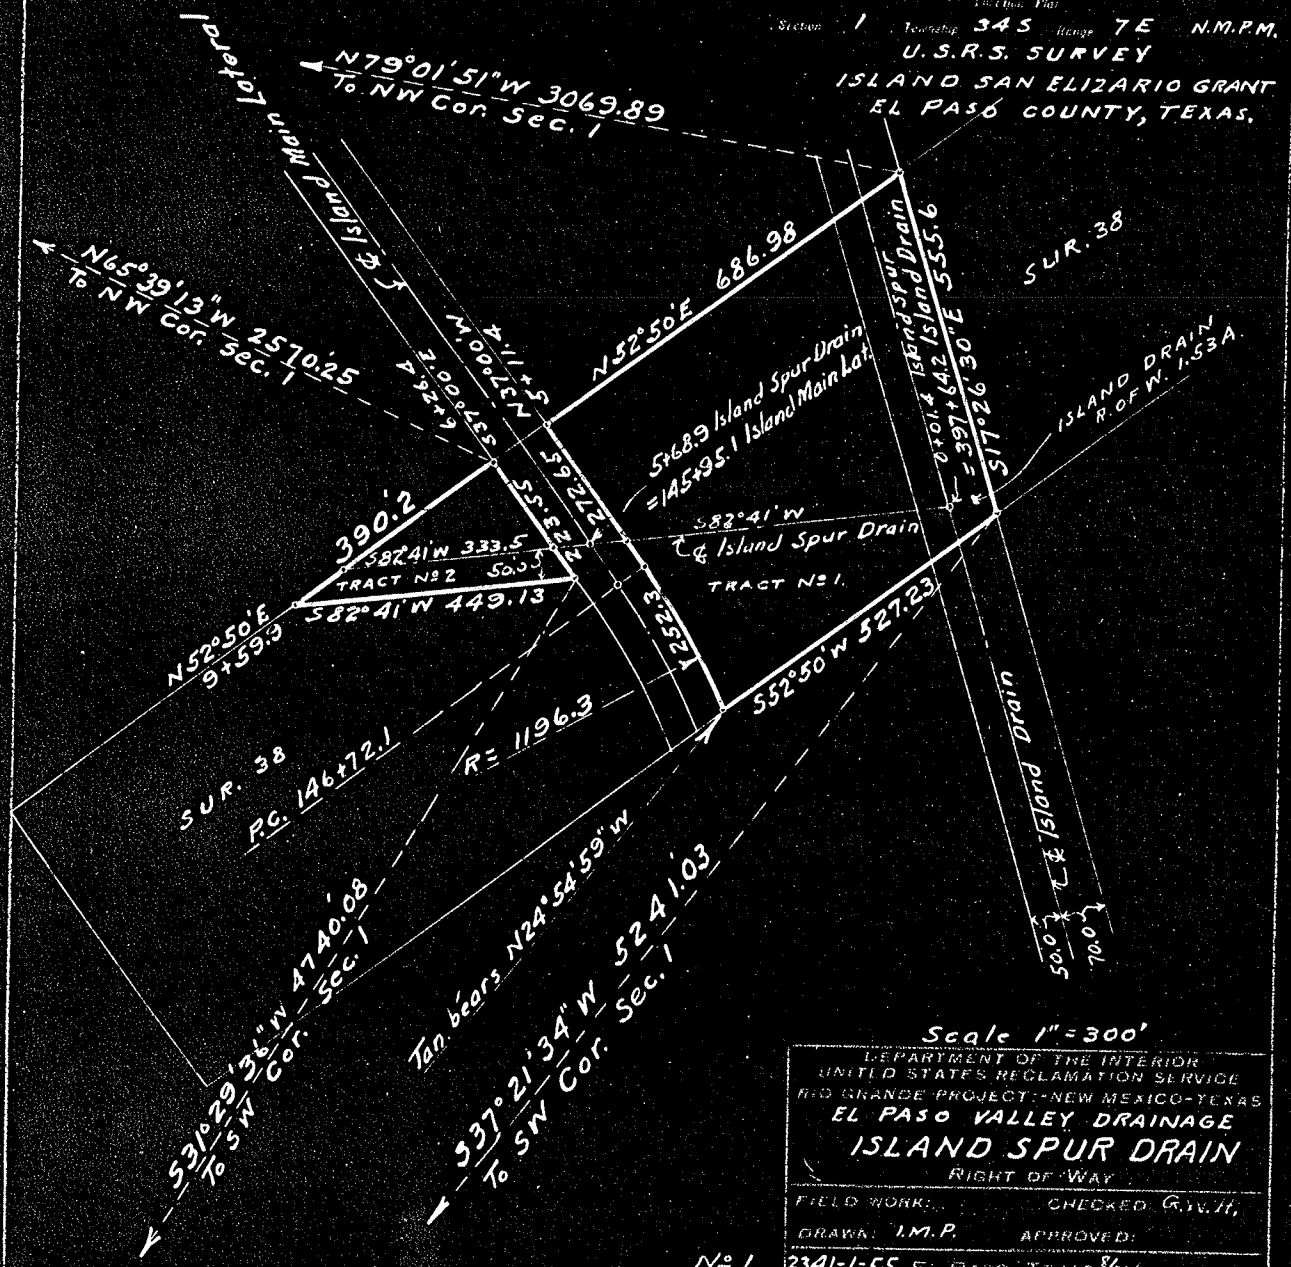 Section 1 Township 34 S Range 7 E N.M.P.M.
U.S.R.S. SURVEY
ISLAND SAN ELIZARIO GRANT
EL PASO COUNTY, TEXAS.
Island Main Lateral
N79°01'51"W 3069.89
To NW Cor. Sec. 1
N65°39'13"W 2570.25
To NW Cor. Sec. 1
℄ Island Main Lateral
N52°50'E 686.98
SUR. 38
Island Spur
0+01.4 Island Drain
=397+64.2 Island Drain
S17°26'30"E 555.6
ISLAND DRAIN
R. OF W. 1.53 A.
5+68.9 Island Spur Drain
=145+95.1 Island Main Lat.
5+11.4
N37°00'W
272.65
6+26.4
S37°00'E
223.55
390.2
S82°41'W 333.5
TRACT Nº 2 50.05
S82°41'W 449.13
S82°41'W
℄ Island Spur Drain
TRACT Nº 1.
252.3
N52°50'E
9+59.9
S52°50'W 527.23
SUR. 38
P.C. 146+72.1
R= 1196.3
℄ Island Drain
50.0' 70.0'
Tan. bears N24°54'59"W
S31°29'36"W 4740.08
To SW Cor. Sec. 1
S37°21'34"W 5241.03
To SW Cor. Sec. 1
Scale 1"=300'
DEPARTMENT OF THE INTERIOR
UNITED STATES RECLAMATION SERVICE
RIO GRANDE PROJECT:-NEW MEXICO-TEXAS
EL PASO VALLEY DRAINAGE
ISLAND SPUR DRAIN
RIGHT OF WAY
FIELD WORK: CHECKED: G.W.H.
DRAWN: I.M.P. APPROVED:
Nº 1 2341-1-55